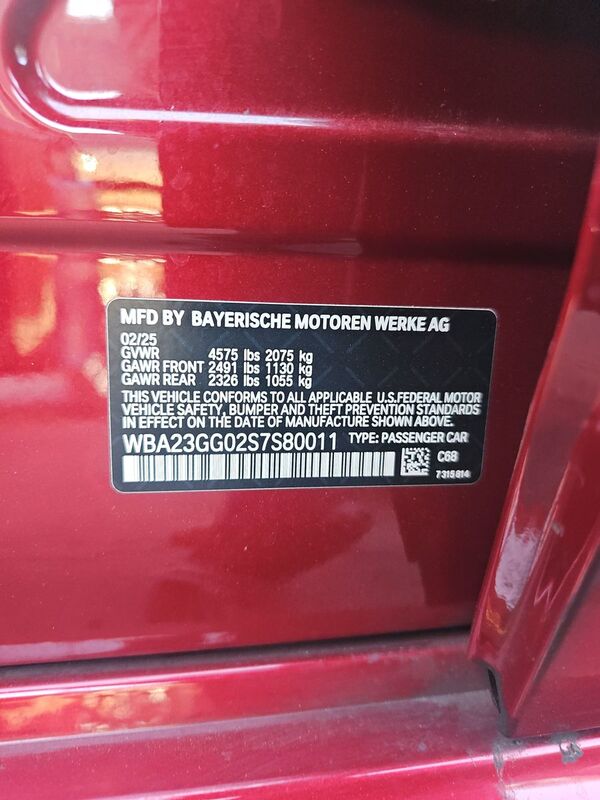 MFD BY BAYERISCHE MOTOREN WERKE AG
02/25
GVWR 4575 lbs 2075 kg
GAWR FRONT 2491 lbs 1130 kg
GAWR REAR 2326 lbs 1055 kg
THIS VEHICLE CONFORMS TO ALL APPLICABLE U.S.FEDERAL MOTOR
VEHICLE SAFETY, BUMPER AND THEFT PREVENTION STANDARDS
IN EFFECT ON THE DATE OF MANUFACTURE SHOWN ABOVE.
WBA23GG02S7S80011 TYPE: PASSENGER CAR
C68
7315814